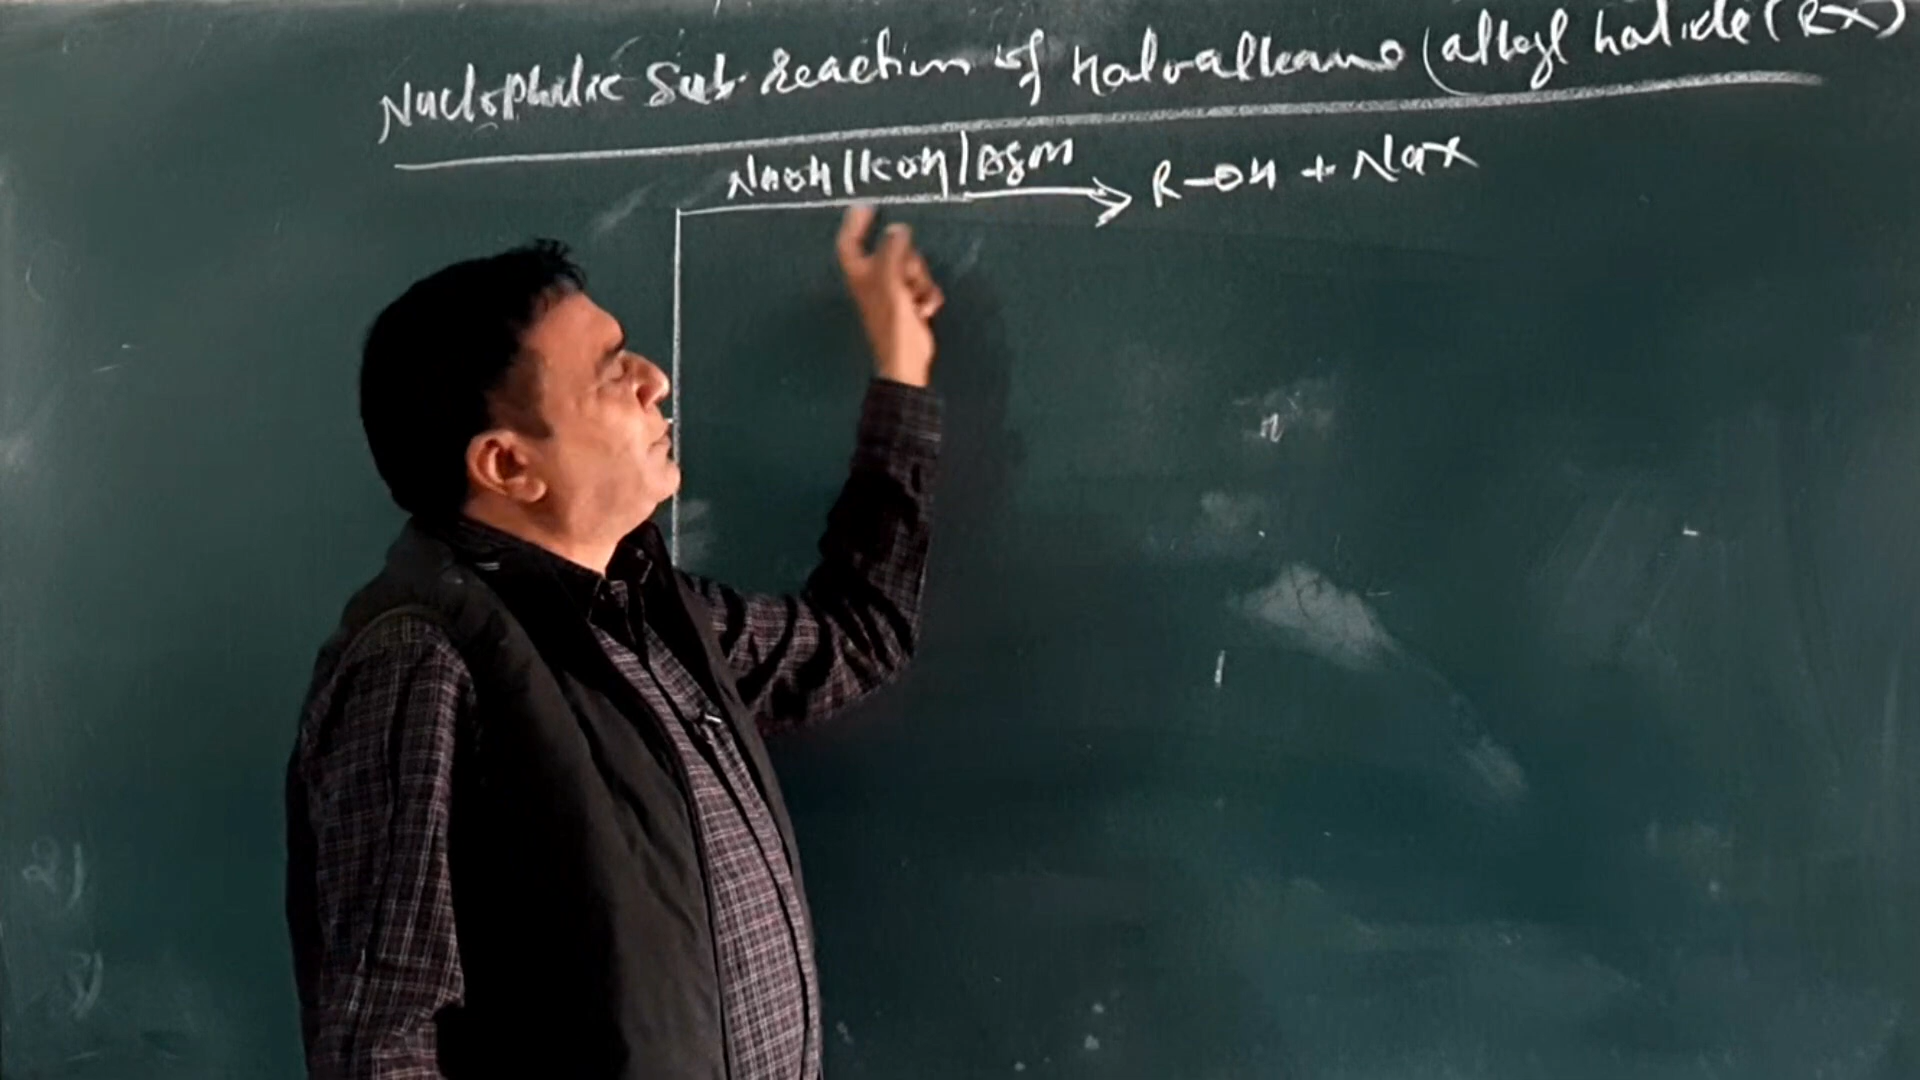 Nucleophilic Sub. reaction of haloalkane (alkyl halide (RX)
NaOH/KOH/AgOH R-OH + NaX